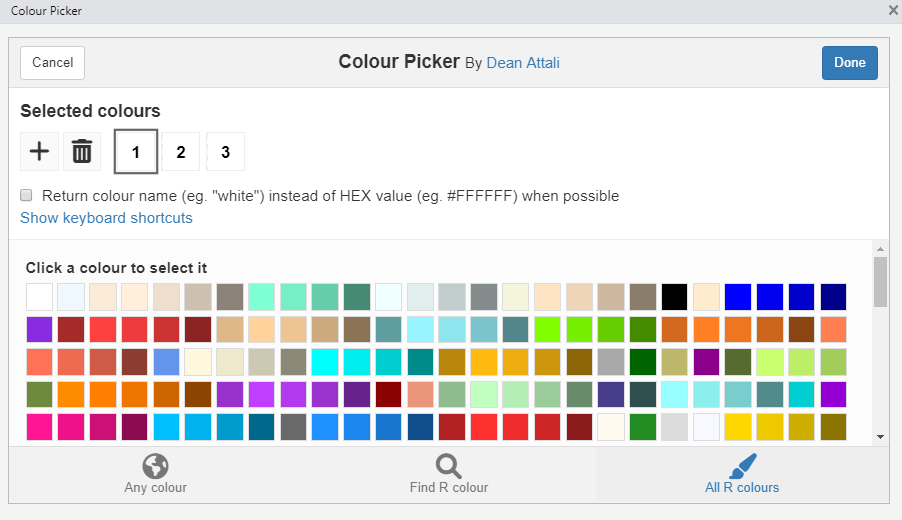 Colour Picker
Cancel
Colour Picker By Dean Attali
Done
Selected colours
1 2 3
Return colour name (eg. "white") instead of HEX value (eg. #FFFFFF) when possible
Show keyboard shortcuts
Click a colour to select it
Any colour
Find R colour
All R colours